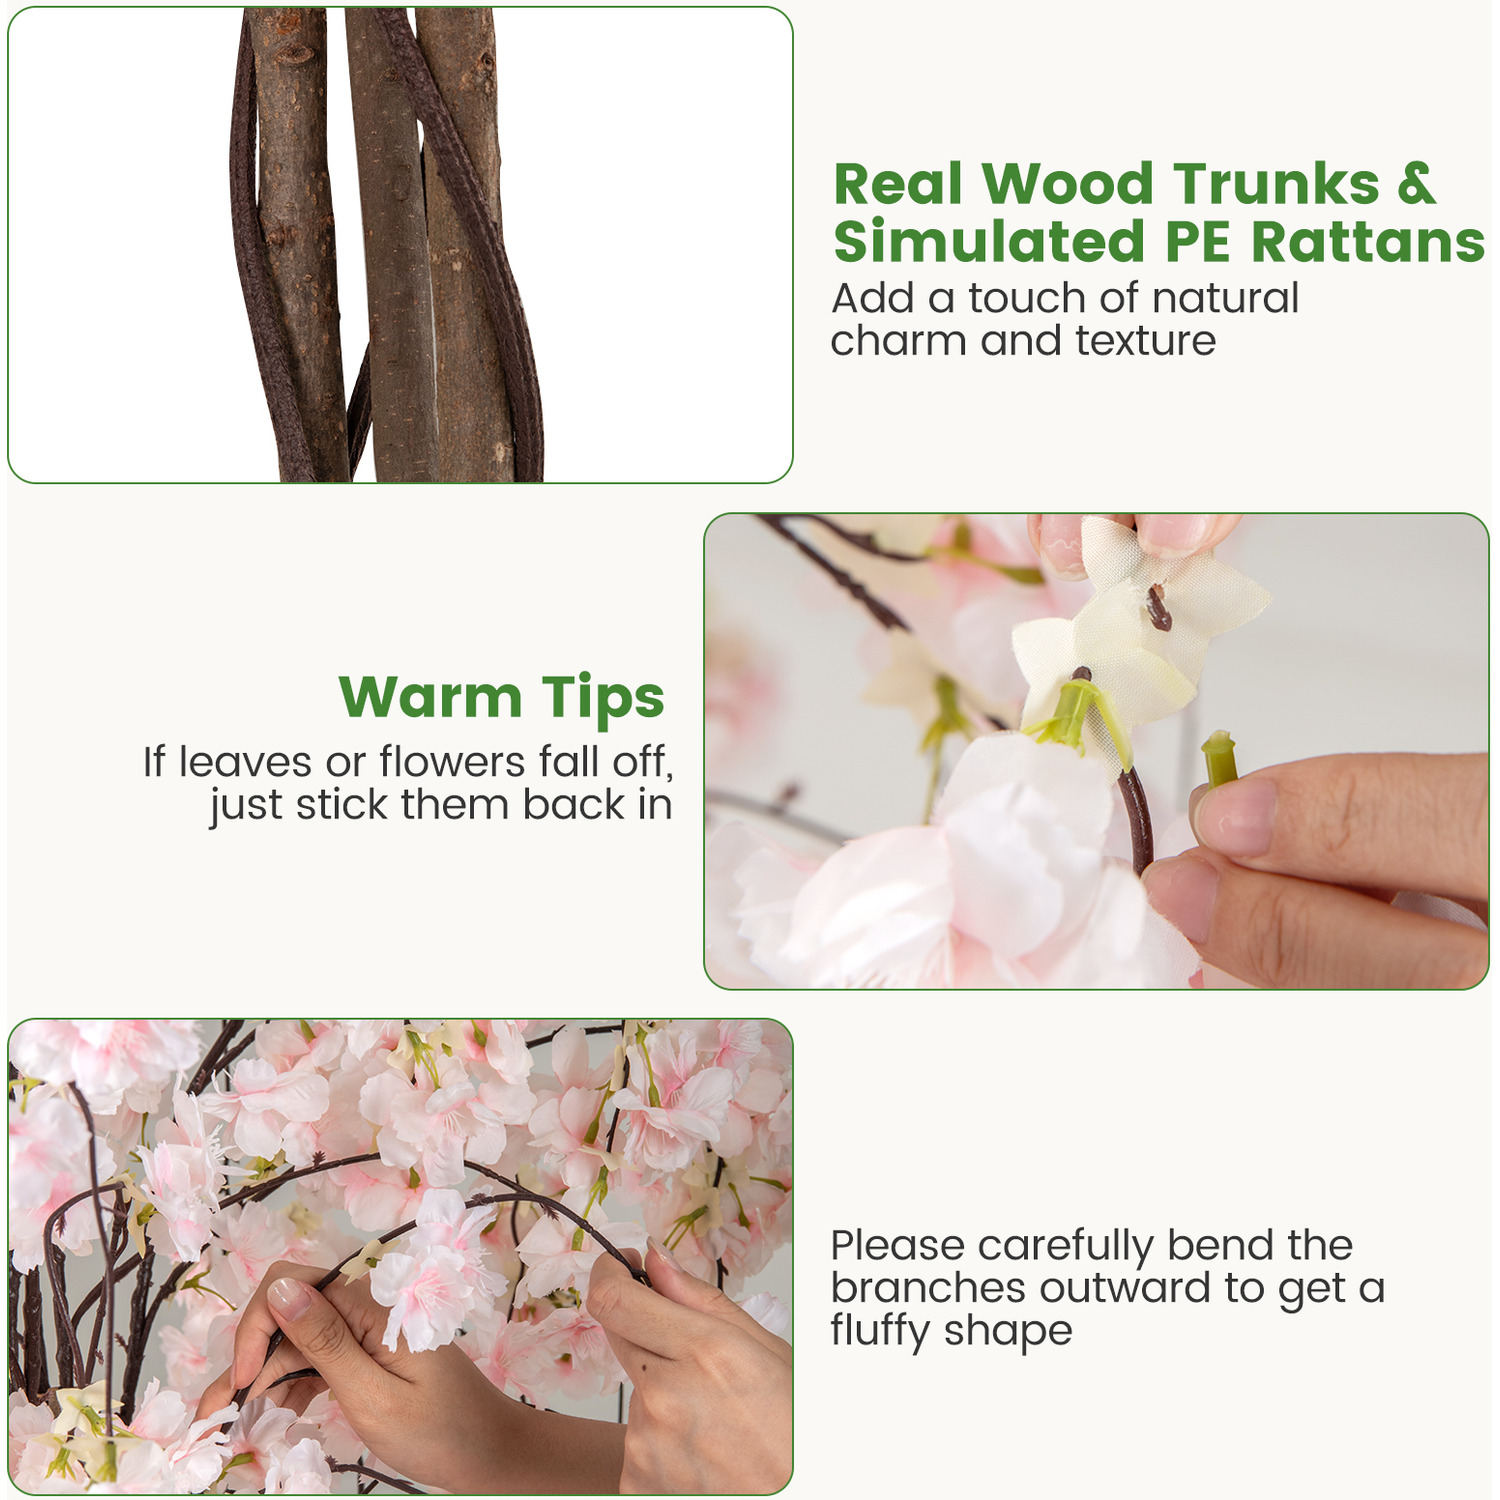 Real Wood Trunks &
Simulated PE Rattans
Add a touch of natural
charm and texture
Warm Tips
If leaves or flowers fall off,
just stick them back in
Please carefully bend the
branches outward to get a
fluffy shape